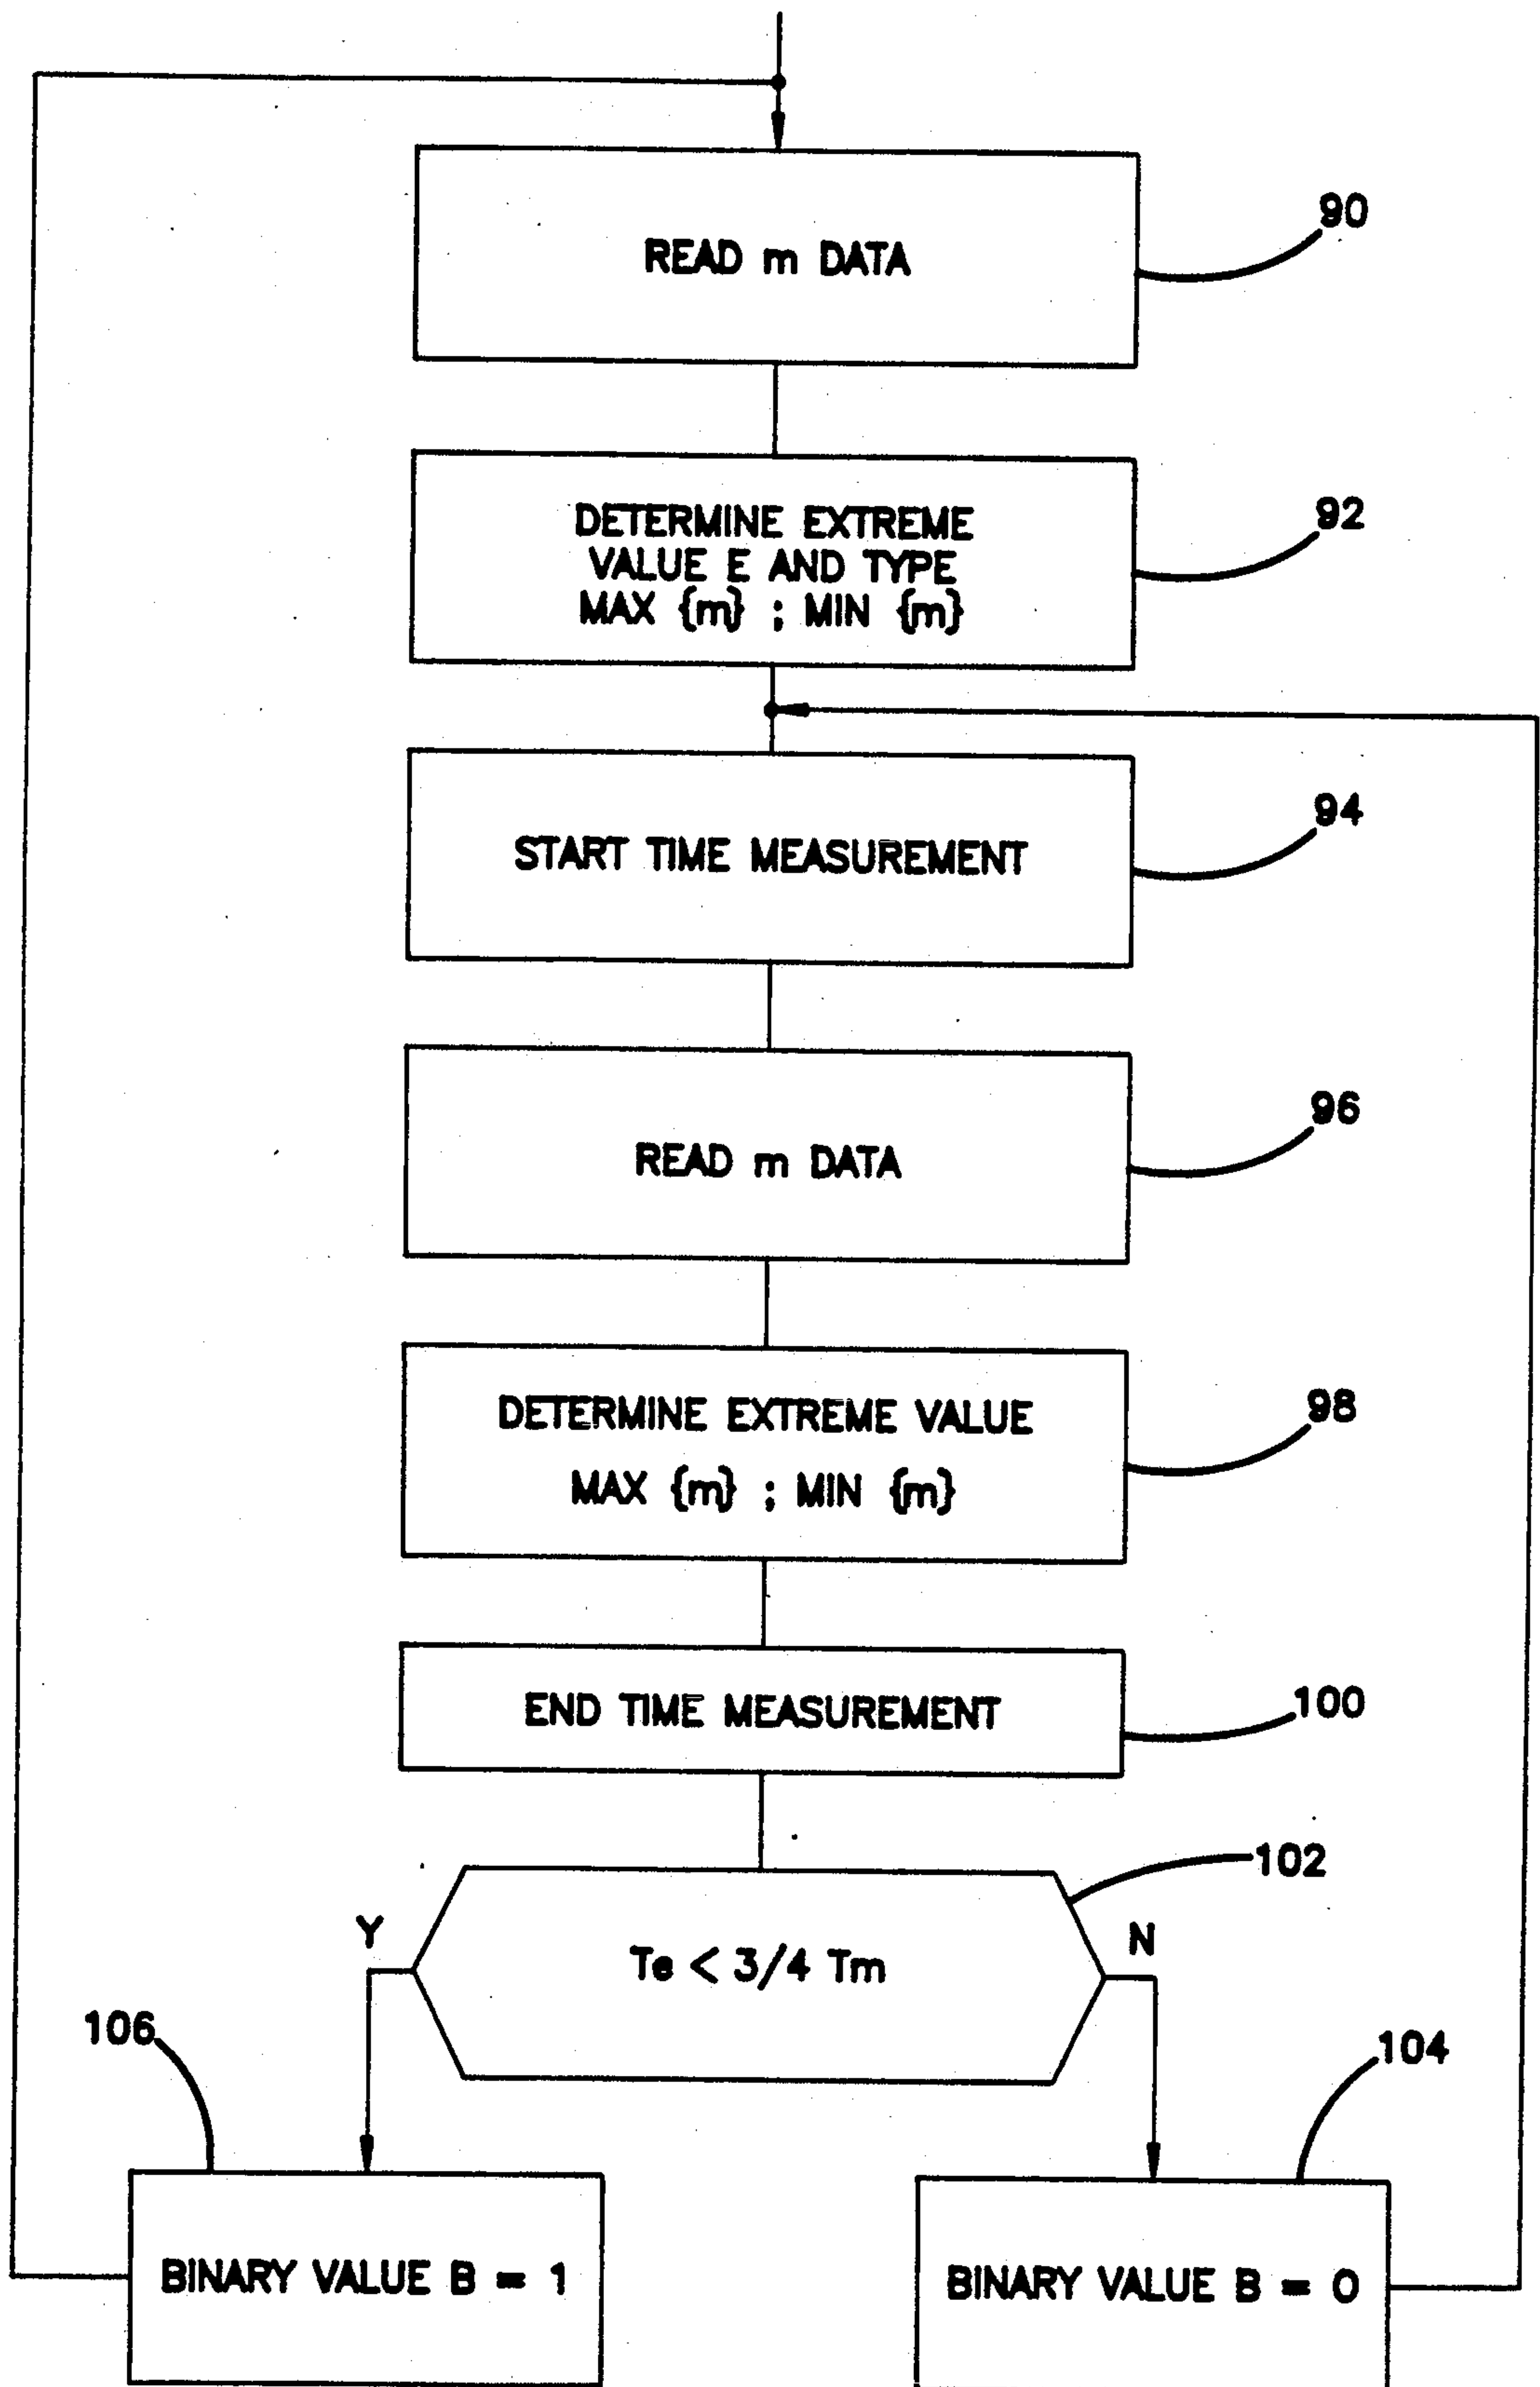 READ m DATA
90
DETERMINE EXTREME
VALUE E AND TYPE
MAX {m} ; MIN {m}
92
START TIME MEASUREMENT
94
READ m DATA
96
DETERMINE EXTREME VALUE
MAX {m} ; MIN {m}
98
END TIME MEASUREMENT
100
102
Y
N
Te < 3/4 Tm
106
104
BINARY VALUE B = 1
BINARY VALUE B = 0